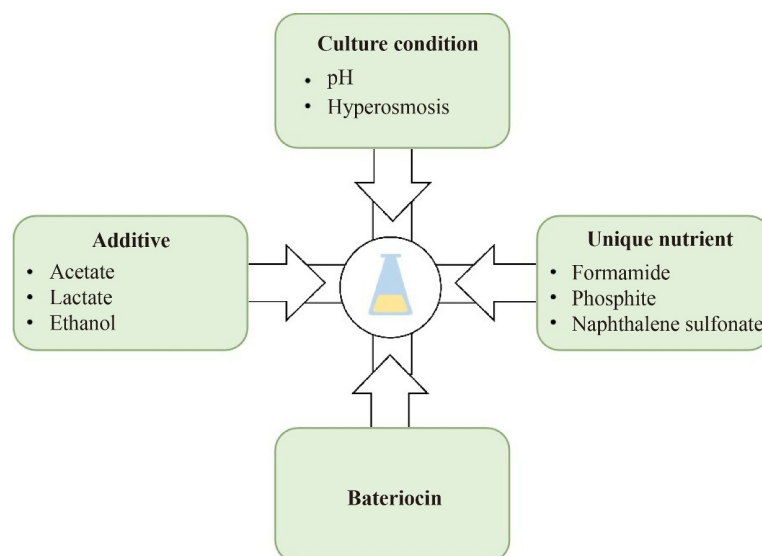 Culture condition
• pH
• Hyperosmosis
Additive
• Acetate
• Lactate
• Ethanol
Unique nutrient
• Formamide
• Phosphite
• Naphthalene sulfonate
Bateriocin